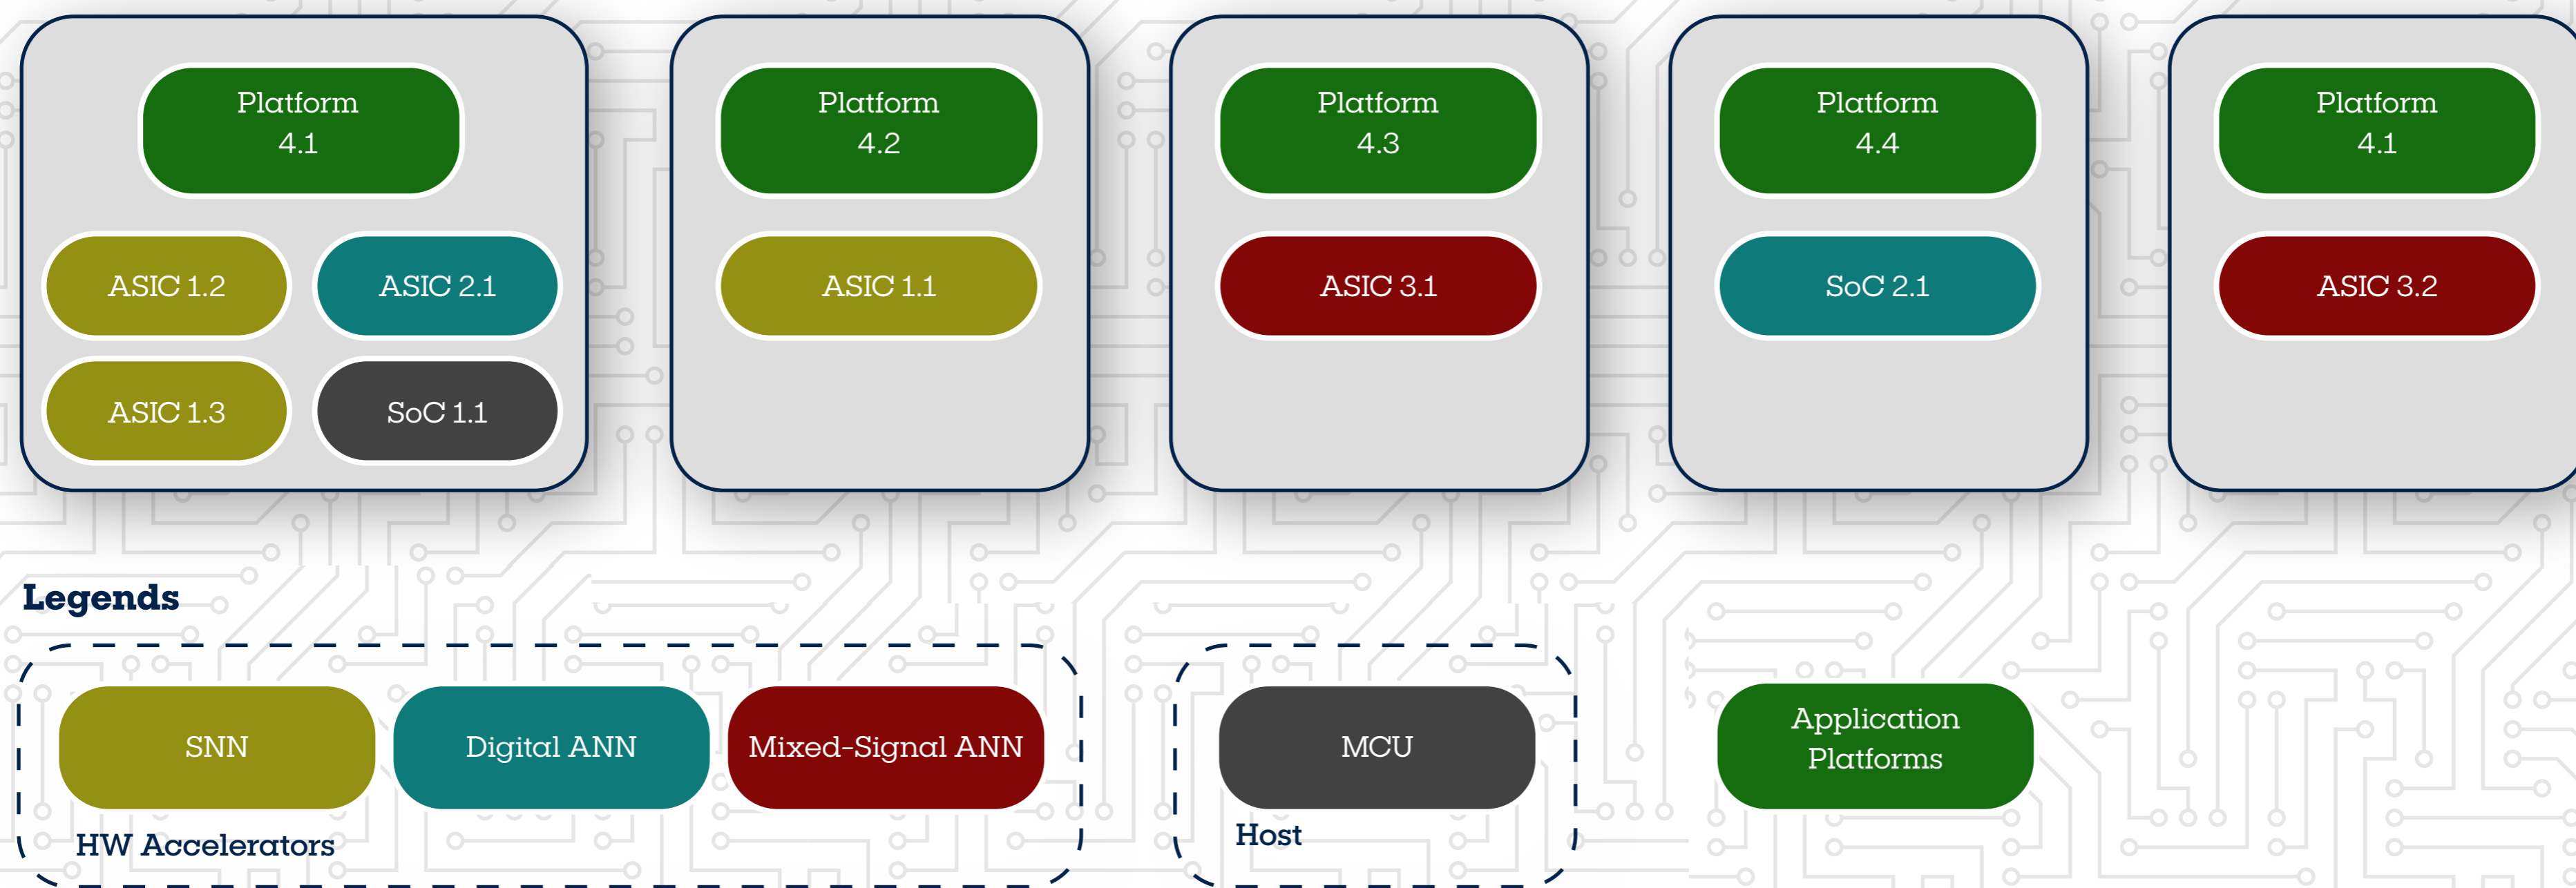 Platform
4.1
ASIC 1.2
ASIC 2.1
ASIC 1.3
SoC 1.1
Platform
4.2
ASIC 1.1
Platform
4.3
ASIC 3.1
Platform
4.4
SoC 2.1
Platform
4.1
ASIC 3.2
Legends
SNN
Digital ANN
Mixed-Signal ANN
HW Accelerators
MCU
Host
Application
Platforms